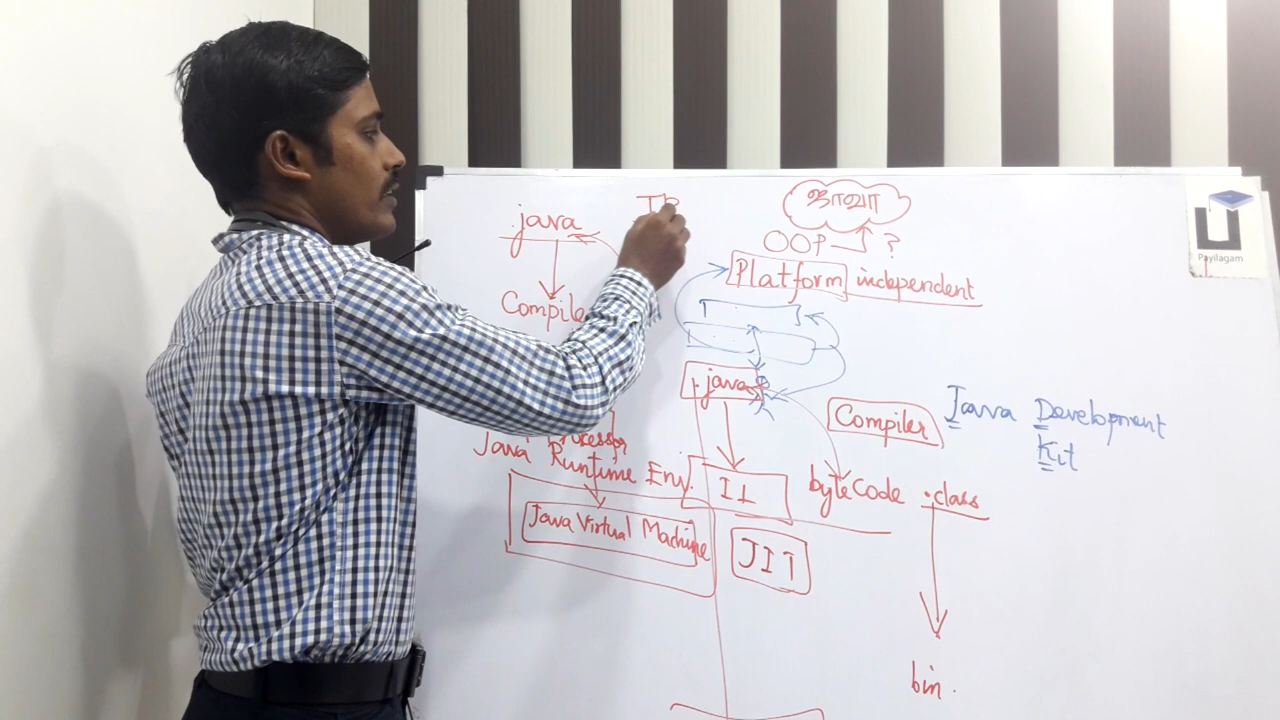 .java
ஜாவா
OOP ?
Platform independent
Compile
.java
Compiler
Java Development
Kit
Processor
Java Runtime Env.
IL
byteCode .class
Java Virtual Machine
JIT
bin.
Payilagam